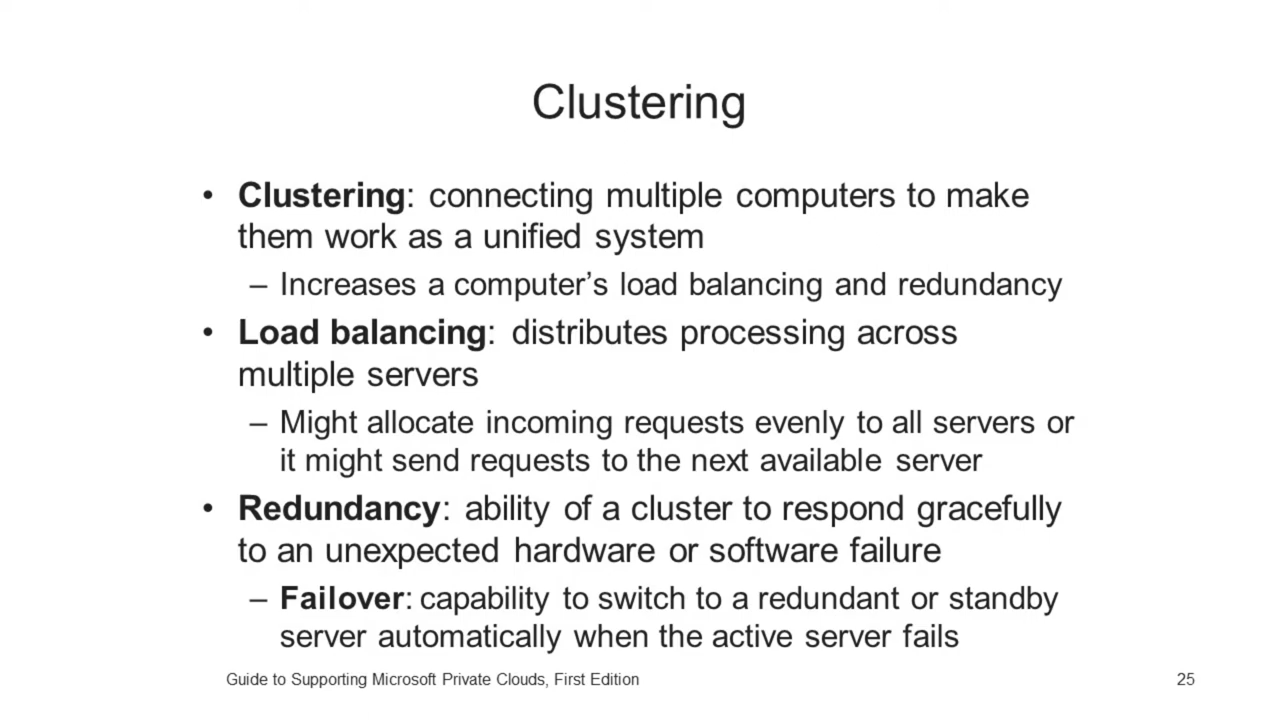 Clustering
• Clustering: connecting multiple computers to make
them work as a unified system
– Increases a computer’s load balancing and redundancy
• Load balancing: distributes processing across
multiple servers
– Might allocate incoming requests evenly to all servers or
it might send requests to the next available server
• Redundancy: ability of a cluster to respond gracefully
to an unexpected hardware or software failure
– Failover: capability to switch to a redundant or standby
server automatically when the active server fails
Guide to Supporting Microsoft Private Clouds, First Edition
25